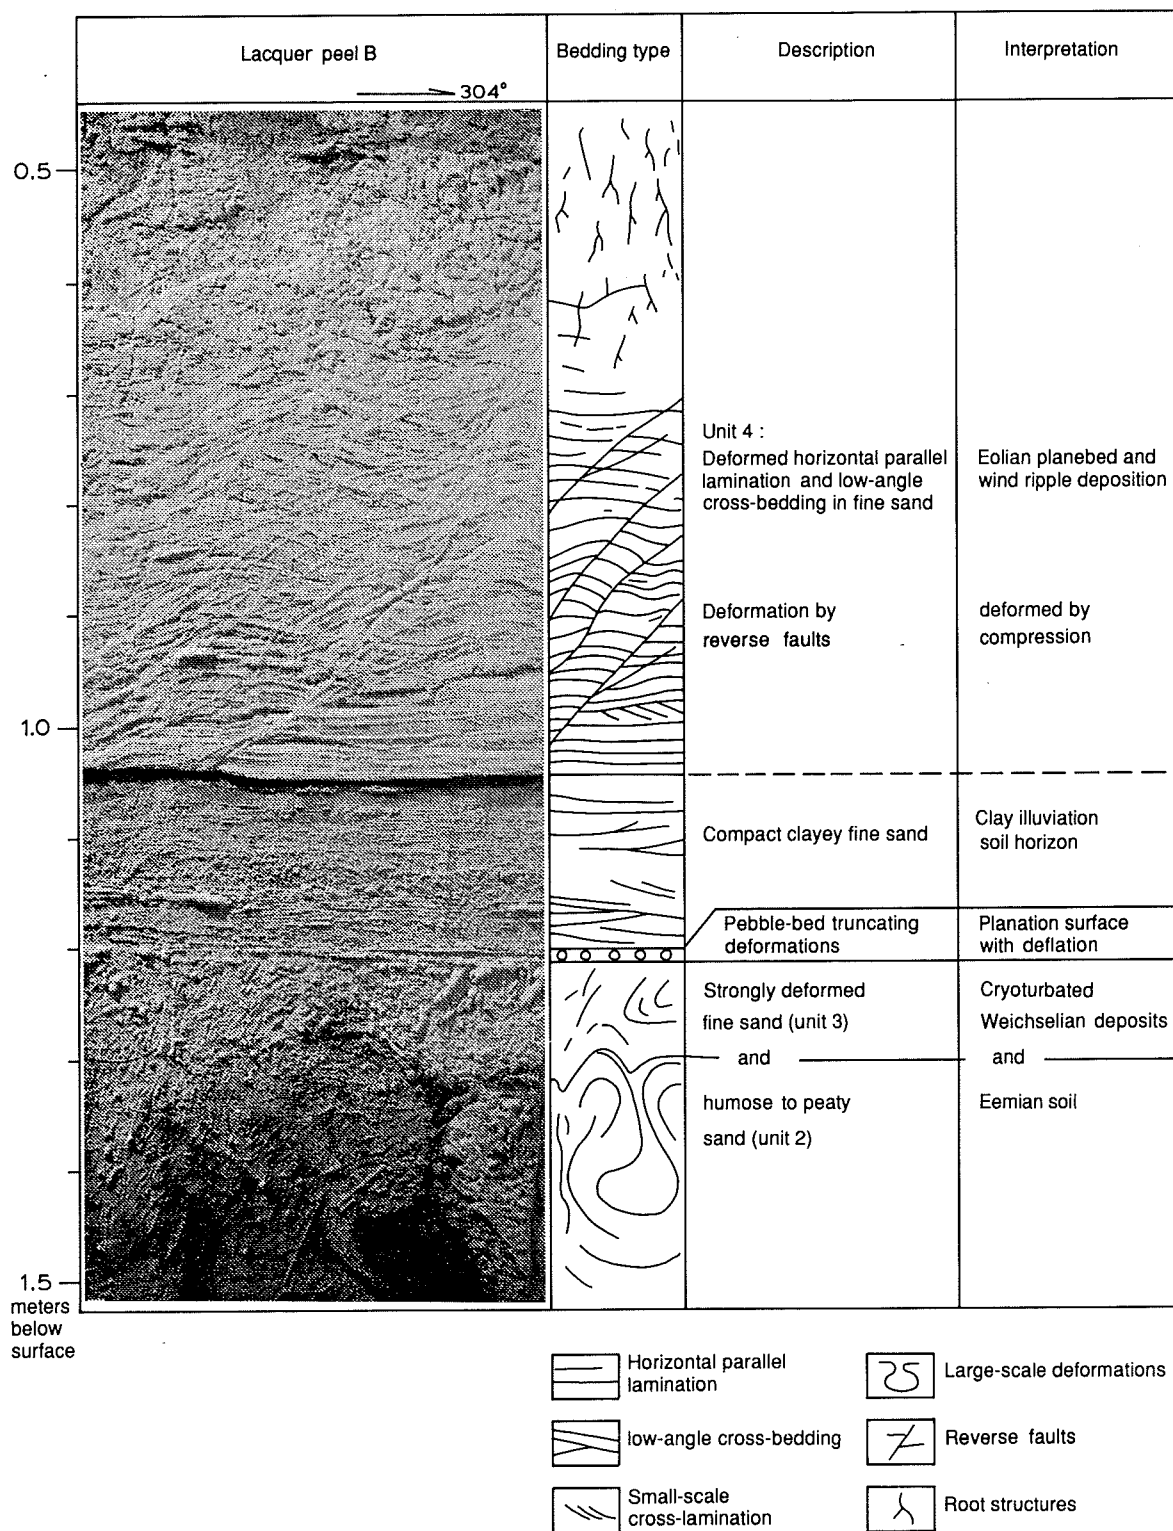 Lacquer peel B
304°
Bedding type
Description
Interpretation
0.5
1.0
1.5
meters
below
surface
Unit 4 :
Deformed horizontal parallel
lamination and low-angle
cross-bedding in fine sand
Eolian planebed and
wind ripple deposition
Deformation by
reverse faults
deformed by
compression
Compact clayey fine sand
Clay illuviation
soil horizon
Pebble-bed truncating
deformations
Planation surface
with deflation
Strongly deformed
fine sand (unit 3)
and
humose to peaty
sand (unit 2)
Cryoturbated
Weichselian deposits
and
Eemian soil
Horizontal parallel
lamination
low-angle cross-bedding
Small-scale
cross-lamination
Large-scale deformations
Reverse faults
Root structures